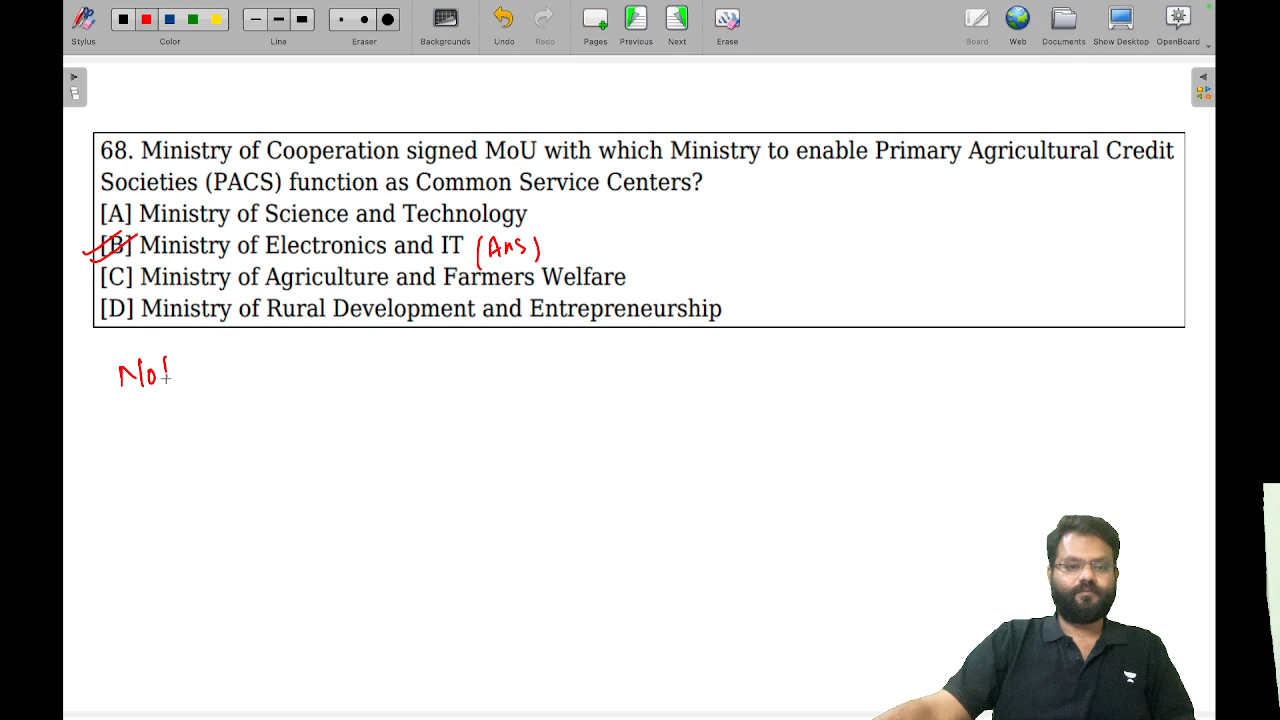 Stylus
Color
Line
Eraser
Backgrounds
Undo
Redo
Pages
Previous
Next
Erase
Board
Web
Documents
Show Desktop
OpenBoard
68. Ministry of Cooperation signed MoU with which Ministry to enable Primary Agricultural Credit
Societies (PACS) function as Common Service Centers?
[A] Ministry of Science and Technology
[B] Ministry of Electronics and IT (Ans)
[C] Ministry of Agriculture and Farmers Welfare
[D] Ministry of Rural Development and Entrepreneurship